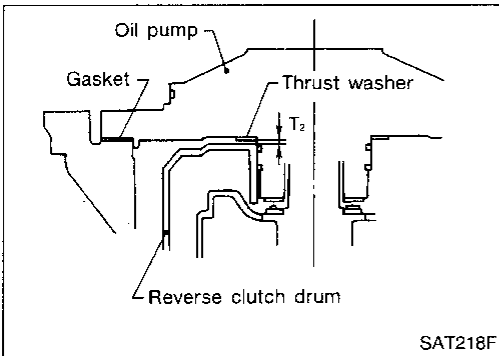 Oil pump
Gasket
Thrust washer
T₂
Reverse clutch drum
SAT218F